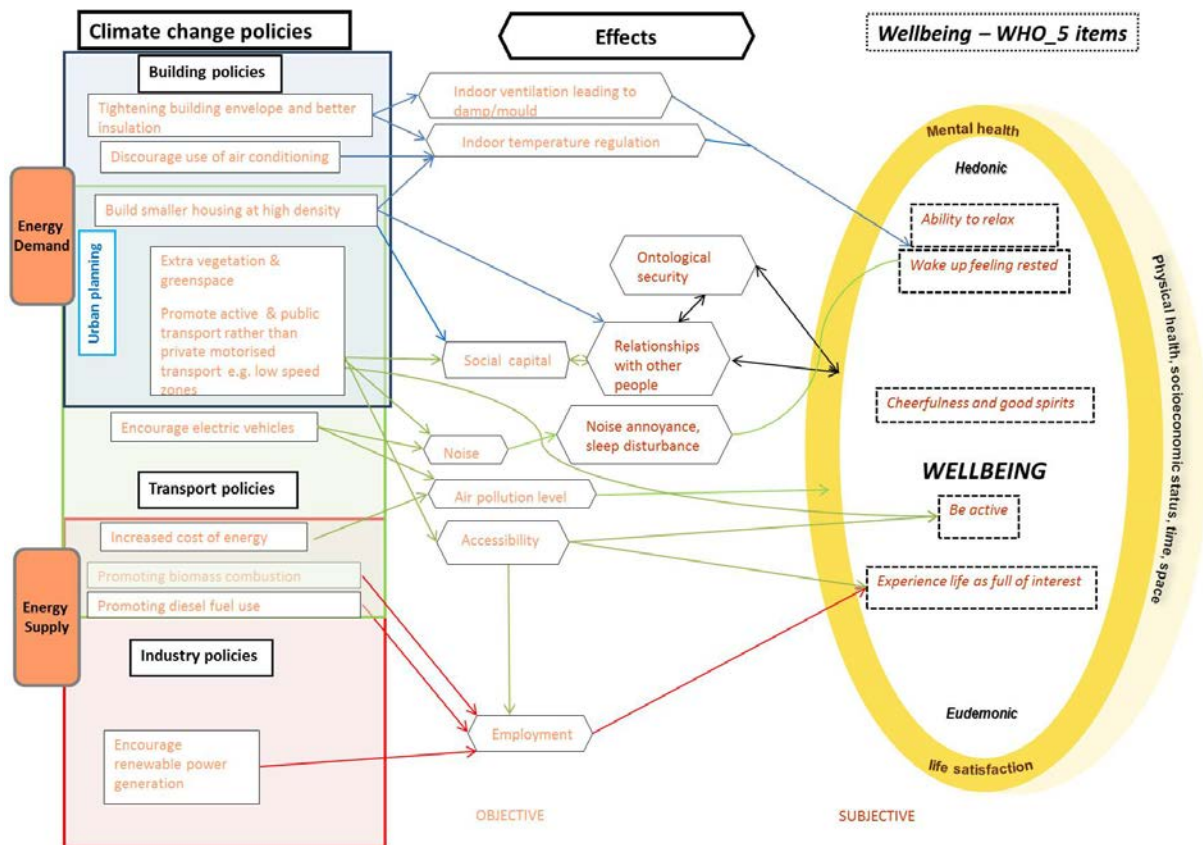 Climate change policies
Effects
Wellbeing – WHO_5 items
Building policies
Tightening building envelope and better
insulation
Discourage use of air conditioning
Build smaller housing at high density
Energy
Demand
Urban planning
Extra vegetation &
greenspace
Promote active & public
transport rather than
private motorised
transport e.g. low speed
zones
Encourage electric vehicles
Transport policies
Increased cost of energy
Promoting biomass combustion
Promoting diesel fuel use
Energy
Supply
Industry policies
Encourage
renewable power
generation
Indoor ventilation leading to
damp/mould
Indoor temperature regulation
Ontological
security
Social capital
Relationships
with other
people
Noise
Noise annoyance,
sleep disturbance
Air pollution level
Accessibility
Employment
OBJECTIVE
SUBJECTIVE
Mental health
Hedonic
Ability to relax
Wake up feeling rested
Cheerfulness and good spirits
WELLBEING
Be active
Experience life as full of interest
Eudemonic
life satisfaction
Physical health, socioeconomic status, time, space